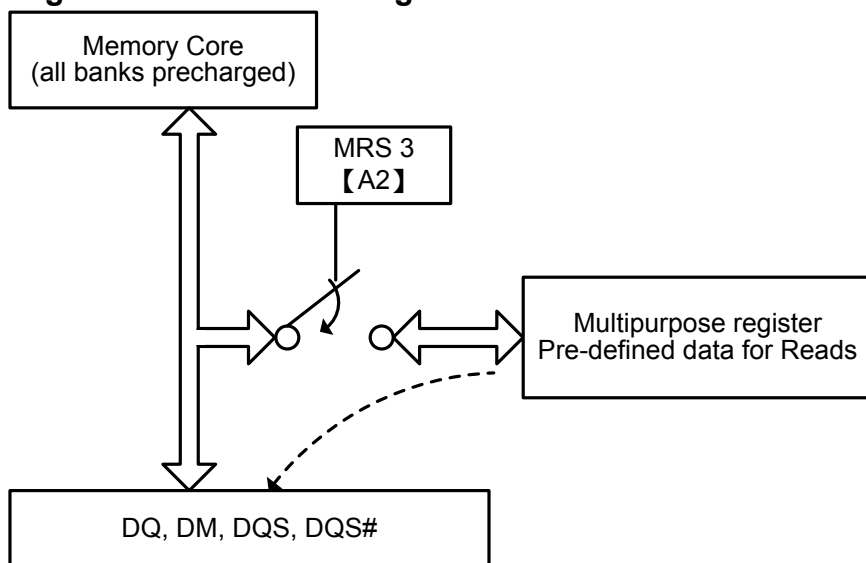 Memory Core
(all banks precharged)
MRS 3
【A2】
Multipurpose register
Pre-defined data for Reads
DQ, DM, DQS, DQS#